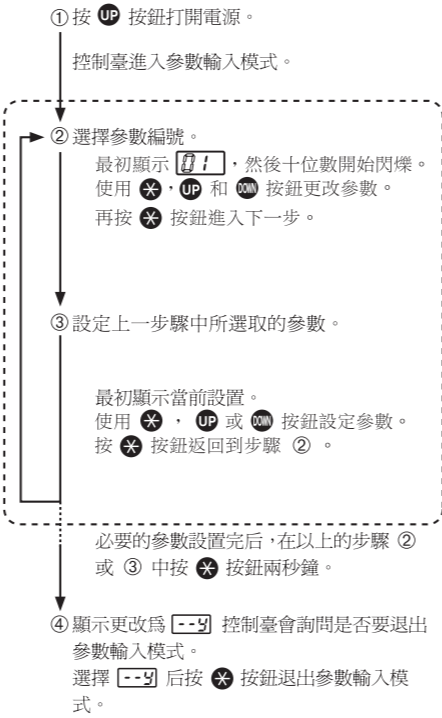 ①按 UP 按鈕打開電源。
控制臺進入參數輸入模式。
②選擇參數編號。
最初顯示 01 ，然後十位數開始閃爍。
使用 ✽，UP 和 DOWN 按鈕更改參數。
再按 ✽ 按鈕進入下一步。
③設定上一步驟中所選取的參數。
最初顯示當前設置。
使用 ✽ ， UP 或 DOWN 按鈕設定參數。
按 ✽ 按鈕返回到步驟 ② 。
必要的參數設置完后，在以上的步驟 ②
或 ③ 中按 ✽ 按鈕兩秒鐘。
④顯示更改爲 --y 控制臺會詢問是否要退出
參數輸入模式。
選擇 --y 后按 ✽ 按鈕退出參數輸入模
式。